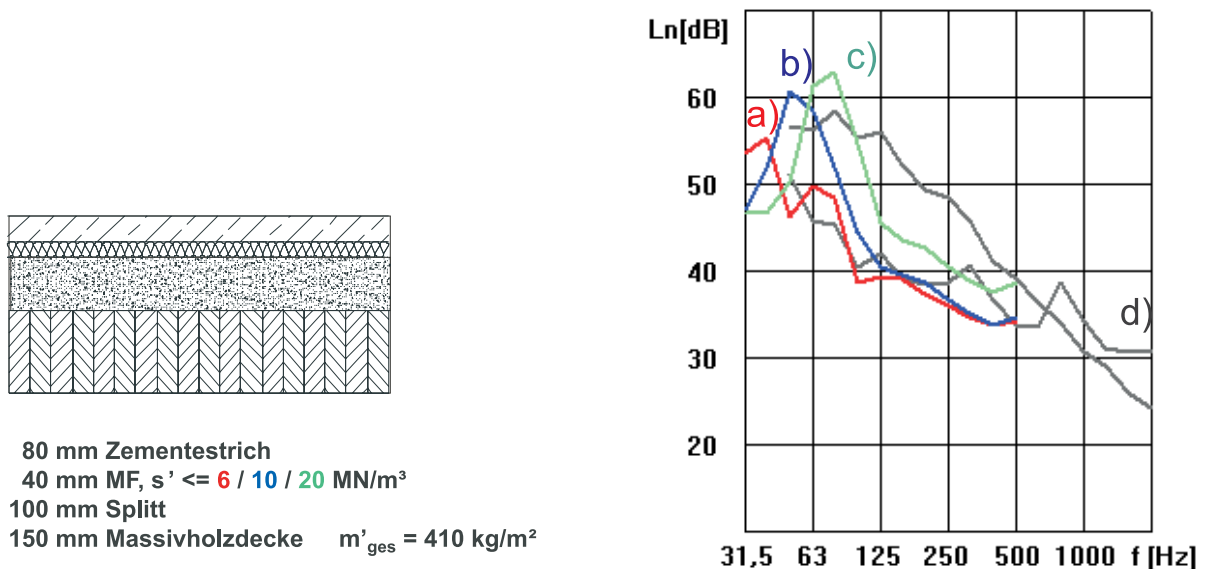 80 mm Zementestrich
40 mm MF, s' <= 6 / 10 / 20 MN/m³
100 mm Splitt
150 mm Massivholzdecke m'ges = 410 kg/m²
Ln[dB]
a)
b)
c)
d)
60
50
40
30
20
31,5 63 125 250 500 1000 f [Hz]